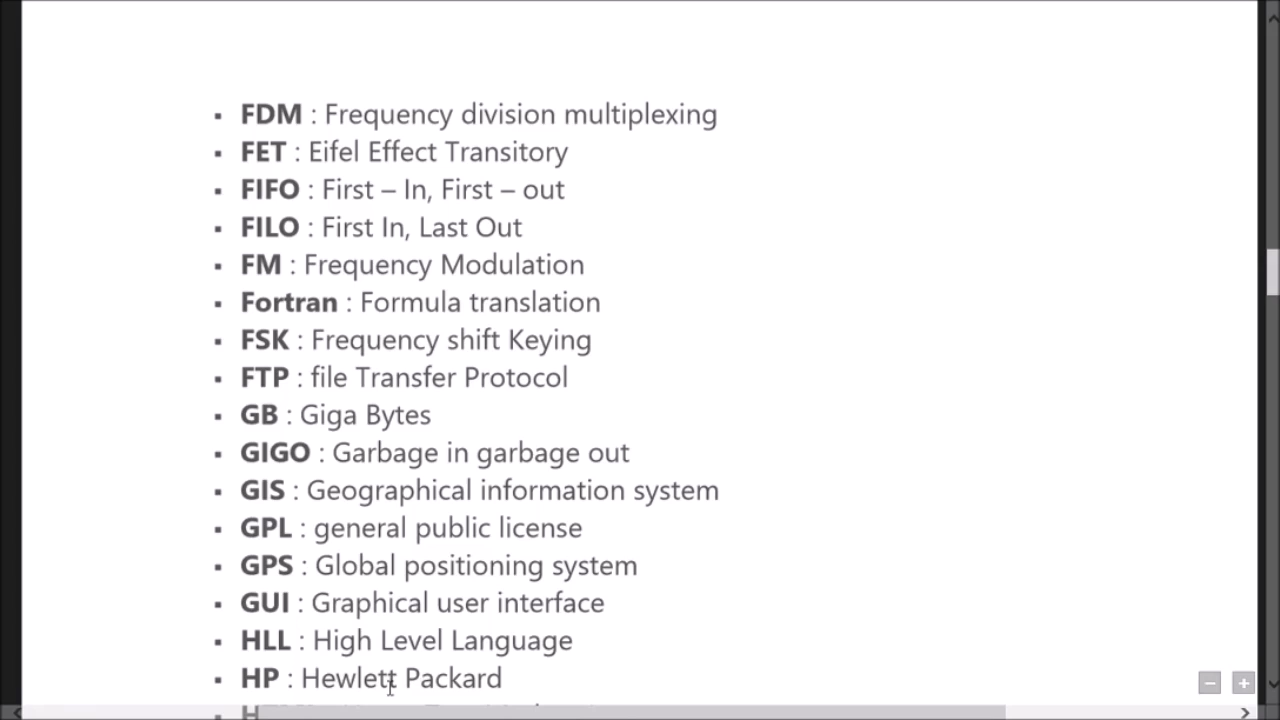 ▪ FDM : Frequency division multiplexing
▪ FET : Eifel Effect Transitory
▪ FIFO : First – In, First – out
▪ FILO : First In, Last Out
▪ FM : Frequency Modulation
▪ Fortran : Formula translation
▪ FSK : Frequency shift Keying
▪ FTP : file Transfer Protocol
▪ GB : Giga Bytes
▪ GIGO : Garbage in garbage out
▪ GIS : Geographical information system
▪ GPL : general public license
▪ GPS : Global positioning system
▪ GUI : Graphical user interface
▪ HLL : High Level Language
▪ HP : Hewlett Packard